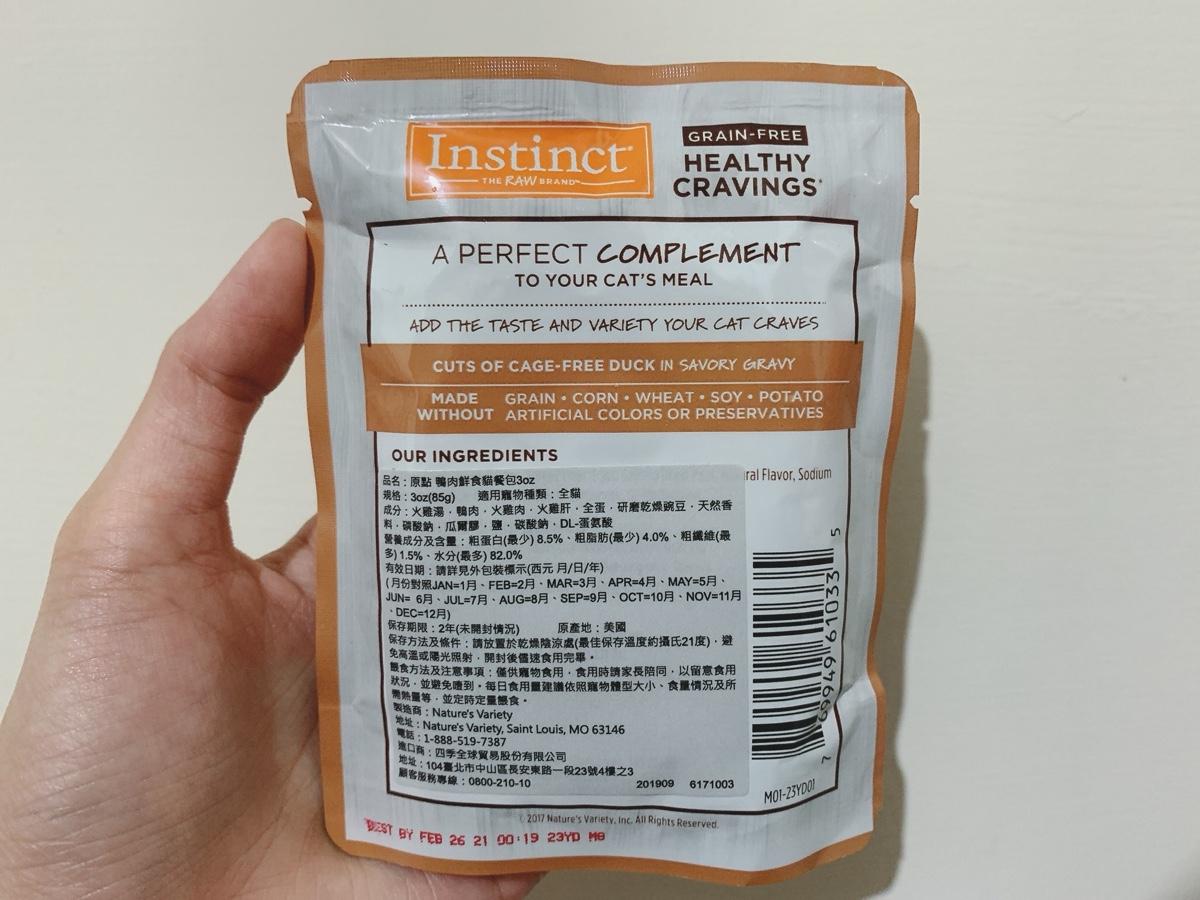 Instinct®
THE RAW BRAND™
GRAIN-FREE
HEALTHY
CRAVINGS®
A PERFECT COMPLEMENT
TO YOUR CAT'S MEAL
ADD THE TASTE AND VARIETY YOUR CAT CRAVES
CUTS OF CAGE-FREE DUCK IN SAVORY GRAVY
MADE WITHOUT
GRAIN • CORN • WHEAT • SOY • POTATO
ARTIFICIAL COLORS OR PRESERVATIVES
OUR INGREDIENTS
Flavor, Sodium
品名：原點 鴨肉鮮食貓餐包3oz
規格：3oz(85g) 適用寵物種類：全貓
成分：火雞湯．鴨肉．火雞肉．火雞肝．全蛋．研磨乾燥豌豆．天然香
料．磷酸鈉．瓜爾膠．鹽．碳酸鈉．DL-蛋氨酸
營養成分及含量：粗蛋白(最少) 8.5%、粗脂肪(最少) 4.0%、粗纖維(最
多) 1.5%、水分(最多) 82.0%
有效日期：請詳見外包裝標示(西元 月/日/年)
(月份對照JAN=1月、FEB=2月、MAR=3月、APR=4月、MAY=5月、
JUN= 6月、JUL=7月、AUG=8月、SEP=9月、OCT=10月、NOV=11月
、DEC=12月)
保存期限：2年(未開封情況) 原產地：美國
保存方法及條件：請放置於乾燥陰涼處(最佳保存溫度約攝氏21度)，避
免高溫或陽光照射，開封後儘速食用完畢。
餵食方法及注意事項：僅供寵物食用，食用時請家長陪同，以留意食用
狀況，並避免噎到。每日食用量建議依照寵物體型大小、食量情況及所
需熱量等，並定時定量餵食。
製造商：Nature's Variety
地址：Nature's Variety, Saint Louis, MO 63146
電話：1-888-519-7387
進口商：四季全球貿易股份有限公司
地址：104臺北市中山區長安東路一段23號4樓之3
顧客服務專線：0800-210-10 201909 6171003
7 69949 61033 5
M01-23YD01
© 2017 Nature's Variety, Inc. All Rights Reserved.
BEST BY FEB 26 21 00:19 23YD M0